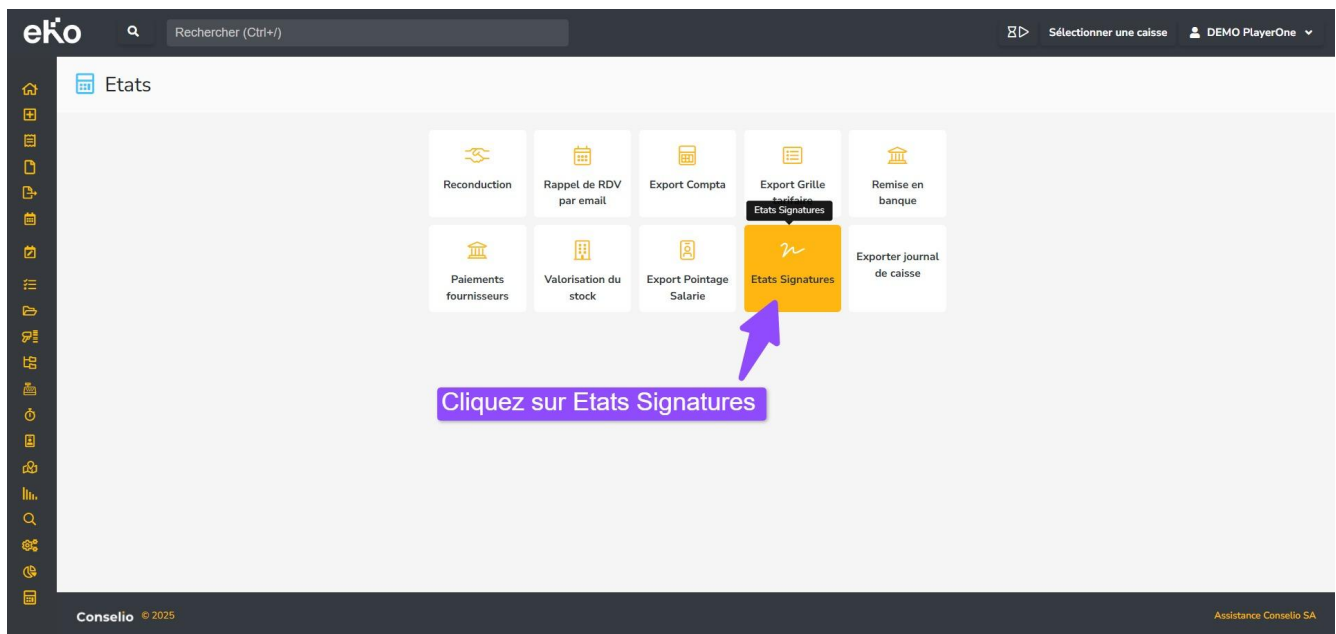 eko
Rechercher (Ctrl+/)
Sélectionner une caisse
DEMO PlayerOne
Etats
Reconduction
Rappel de RDV
par email
Export Compta
Export Grille
tarifaire
Remise en
banque
Etats Signatures
Paiements
fournisseurs
Valorisation du
stock
Export Pointage
Salarie
Etats Signatures
Exporter journal
de caisse
Cliquez sur Etats Signatures
Conselio © 2025
Assistance Conselio SA